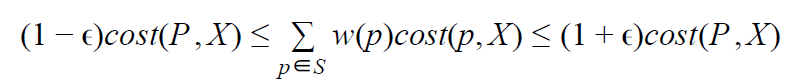 (1 − ϵ)cost(P, X) ≤ ∑ w(p)cost(p, X) ≤ (1 + ϵ)cost(P, X)
p∈S